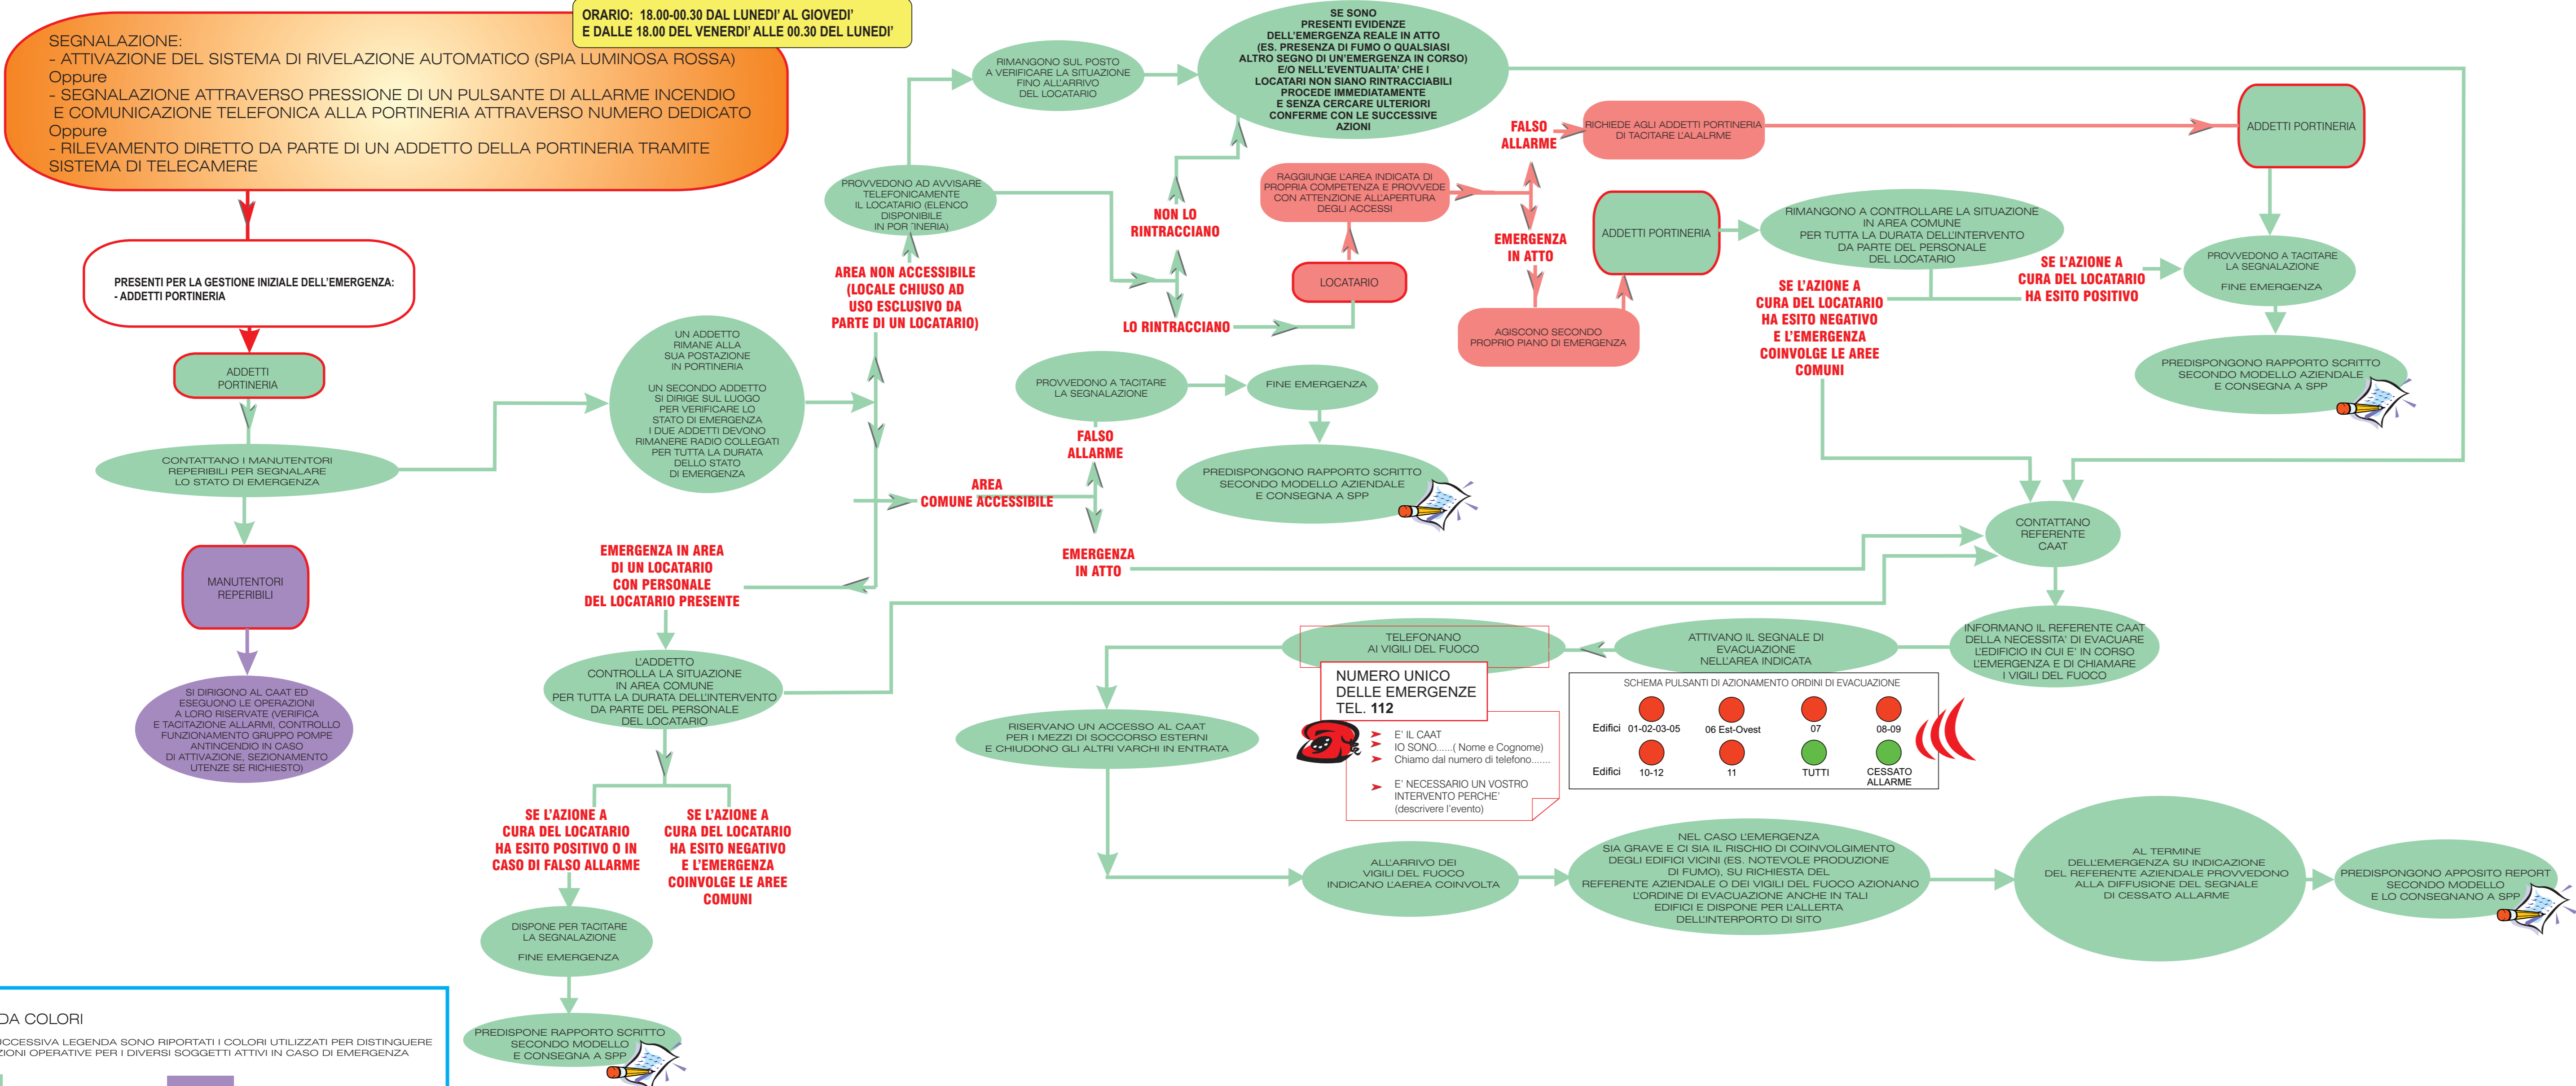 ORARIO: 18.00-00.30 DAL LUNEDI' AL GIOVEDI'
E DALLE 18.00 DEL VENERDI' ALLE 00.30 DEL LUNEDI'
SEGNALAZIONE:
- ATTIVAZIONE DEL SISTEMA DI RIVELAZIONE AUTOMATICO (SPIA LUMINOSA ROSSA)
Oppure
- SEGNALAZIONE ATTRAVERSO PRESSIONE DI UN PULSANTE DI ALLARME INCENDIO
E COMUNICAZIONE TELEFONICA ALLA PORTINERIA ATTRAVERSO NUMERO DEDICATO
Oppure
- RILEVAMENTO DIRETTO DA PARTE DI UN ADDETTO DELLA PORTINERIA TRAMITE
SISTEMA DI TELECAMERE
PRESENTI PER LA GESTIONE INIZIALE DELL'EMERGENZA:
- ADDETTI PORTINERIA
ADDETTI
PORTINERIA
CONTATTANO I MANUTENTORI
REPERIBILI PER SEGNALARE
LO STATO DI EMERGENZA
MANUTENTORI
REPERIBILI
SI DIRIGONO AL CAAT ED
ESEGUONO LE OPERAZIONI
A LORO RISERVATE (VERIFICA
E TACITAZIONE ALLARMI, CONTROLLO
FUNZIONAMENTO GRUPPO POMPE
ANTINCENDIO IN CASO
DI ATTIVAZIONE, SEZIONAMENTO
UTENZE SE RICHIESTO)
UN ADDETTO
RIMANE ALLA
SUA POSTAZIONE
IN PORTINERIA
UN SECONDO ADDETTO
SI DIRIGE SUL LUOGO
PER VERIFICARE LO
STATO DI EMERGENZA
I DUE ADDETTI DEVONO
RIMANERE RADIO COLLEGATI
PER TUTTA LA DURATA
DELLO STATO
DI EMERGENZA
AREA NON ACCESSIBILE
(LOCALE CHIUSO AD
USO ESCLUSIVO DA
PARTE DI UN LOCATARIO)
PROVVEDONO AD AVVISARE
TELEFONICAMENTE
IL LOCATARIO (ELENCO
DISPONIBILE
IN PORTINERIA)
RIMANGONO SUL POSTO
A VERIFICARE LA SITUAZIONE
FINO ALL'ARRIVO
DEL LOCATARIO
SE SONO
PRESENTI EVIDENZE
DELL'EMERGENZA REALE IN ATTO
(ES. PRESENZA DI FUMO O QUALSIASI
ALTRO SEGNO DI UN'EMERGENZA IN CORSO)
E/O NELL'EVENTUALITA' CHE I
LOCATARI NON SIANO RINTRACCIABILI
PROCEDE IMMEDIATAMENTE
E SENZA CERCARE ULTERIORI
CONFERME CON LE SUCCESSIVE
AZIONI
NON LO
RINTRACCIANO
LO RINTRACCIANO
LOCATARIO
RAGGIUNGE L'AREA INDICATA DI
PROPRIA COMPETENZA E PROVVEDE
CON ATTENZIONE ALL'APERTURA
DEGLI ACCESSI
FALSO
ALLARME
RICHIEDE AGLI ADDETTI PORTINERIA
DI TACITARE L'ALALRME
EMERGENZA
IN ATTO
AGISCONO SECONDO
PROPRIO PIANO DI EMERGENZA
ADDETTI PORTINERIA
RIMANGONO A CONTROLLARE LA SITUAZIONE
IN AREA COMUNE
PER TUTTA LA DURATA DELL'INTERVENTO
DA PARTE DEL PERSONALE
DEL LOCATARIO
SE L'AZIONE A
CURA DEL LOCATARIO
HA ESITO NEGATIVO
E L'EMERGENZA
COINVOLGE LE AREE
COMUNI
SE L'AZIONE A
CURA DEL LOCATARIO
HA ESITO POSITIVO
ADDETTI PORTINERIA
PROVVEDONO A TACITARE
LA SEGNALAZIONE
FINE EMERGENZA
PREDISPONGONO RAPPORTO SCRITTO
SECONDO MODELLO AZIENDALE
E CONSEGNA A SPP
AREA
COMUNE ACCESSIBILE
FALSO
ALLARME
PROVVEDONO A TACITARE
LA SEGNALAZIONE
FINE EMERGENZA
PREDISPONGONO RAPPORTO SCRITTO
SECONDO MODELLO AZIENDALE
E CONSEGNA A SPP
EMERGENZA
IN ATTO
EMERGENZA IN AREA
DI UN LOCATARIO
CON PERSONALE
DEL LOCATARIO PRESENTE
L'ADDETTO
CONTROLLA LA SITUAZIONE
IN AREA COMUNE
PER TUTTA LA DURATA DELL'INTERVENTO
DA PARTE DEL PERSONALE
DEL LOCATARIO
SE L'AZIONE A
CURA DEL LOCATARIO
HA ESITO POSITIVO O IN
CASO DI FALSO ALLARME
SE L'AZIONE A
CURA DEL LOCATARIO
HA ESITO NEGATIVO
E L'EMERGENZA
COINVOLGE LE AREE
COMUNI
DISPONE PER TACITARE
LA SEGNALAZIONE
FINE EMERGENZA
PREDISPONE RAPPORTO SCRITTO
SECONDO MODELLO
E CONSEGNA A SPP
CONTATTANO
REFERENTE
CAAT
INFORMANO IL REFERENTE CAAT
DELLA NECESSITA' DI EVACUARE
L'EDIFICIO IN CUI E' IN CORSO
L'EMERGENZA E DI CHIAMARE
I VIGILI DEL FUOCO
ATTIVANO IL SEGNALE DI
EVACUAZIONE
NELL'AREA INDICATA
SCHEMA PULSANTI DI AZIONAMENTO ORDINI DI EVACUAZIONE
Edifici 01-02-03-05 06 Est-Ovest 07 08-09
Edifici 10-12 11 TUTTI CESSATO
ALLARME
TELEFONANO
AI VIGILI DEL FUOCO
NUMERO UNICO
DELLE EMERGENZE
TEL. 112
E' IL CAAT
IO SONO......( Nome e Cognome)
Chiamo dal numero di telefono.......
E' NECESSARIO UN VOSTRO
INTERVENTO PERCHE'
(descrivere l'evento)
RISERVANO UN ACCESSO AL CAAT
PER I MEZZI DI SOCCORSO ESTERNI
E CHIUDONO GLI ALTRI VARCHI IN ENTRATA
ALL'ARRIVO DEI
VIGILI DEL FUOCO
INDICANO L'AEREA COINVOLTA
NEL CASO L'EMERGENZA
SIA GRAVE E CI SIA IL RISCHIO DI COINVOLGIMENTO
DEGLI EDIFICI VICINI (ES. NOTEVOLE PRODUZIONE
DI FUMO), SU RICHIESTA DEL
REFERENTE AZIENDALE O DEI VIGILI DEL FUOCO AZIONANO
L'ORDINE DI EVACUAZIONE ANCHE IN TALI
EDIFICI E DISPONE PER L'ALLERTA
DELL'INTERPORTO DI SITO
AL TERMINE
DELL'EMERGENZA SU INDICAZIONE
DEL REFERENTE AZIENDALE PROVVEDONO
ALLA DIFFUSIONE DEL SEGNALE
DI CESSATO ALLARME
PREDISPONGONO APPOSITO REPORT
SECONDO MODELLO
E LO CONSEGNANO A SPP
DA COLORI
UCCESSIVA LEGENDA SONO RIPORTATI I COLORI UTILIZZATI PER DISTINGUERE
ZIONI OPERATIVE PER I DIVERSI SOGGETTI ATTIVI IN CASO DI EMERGENZA